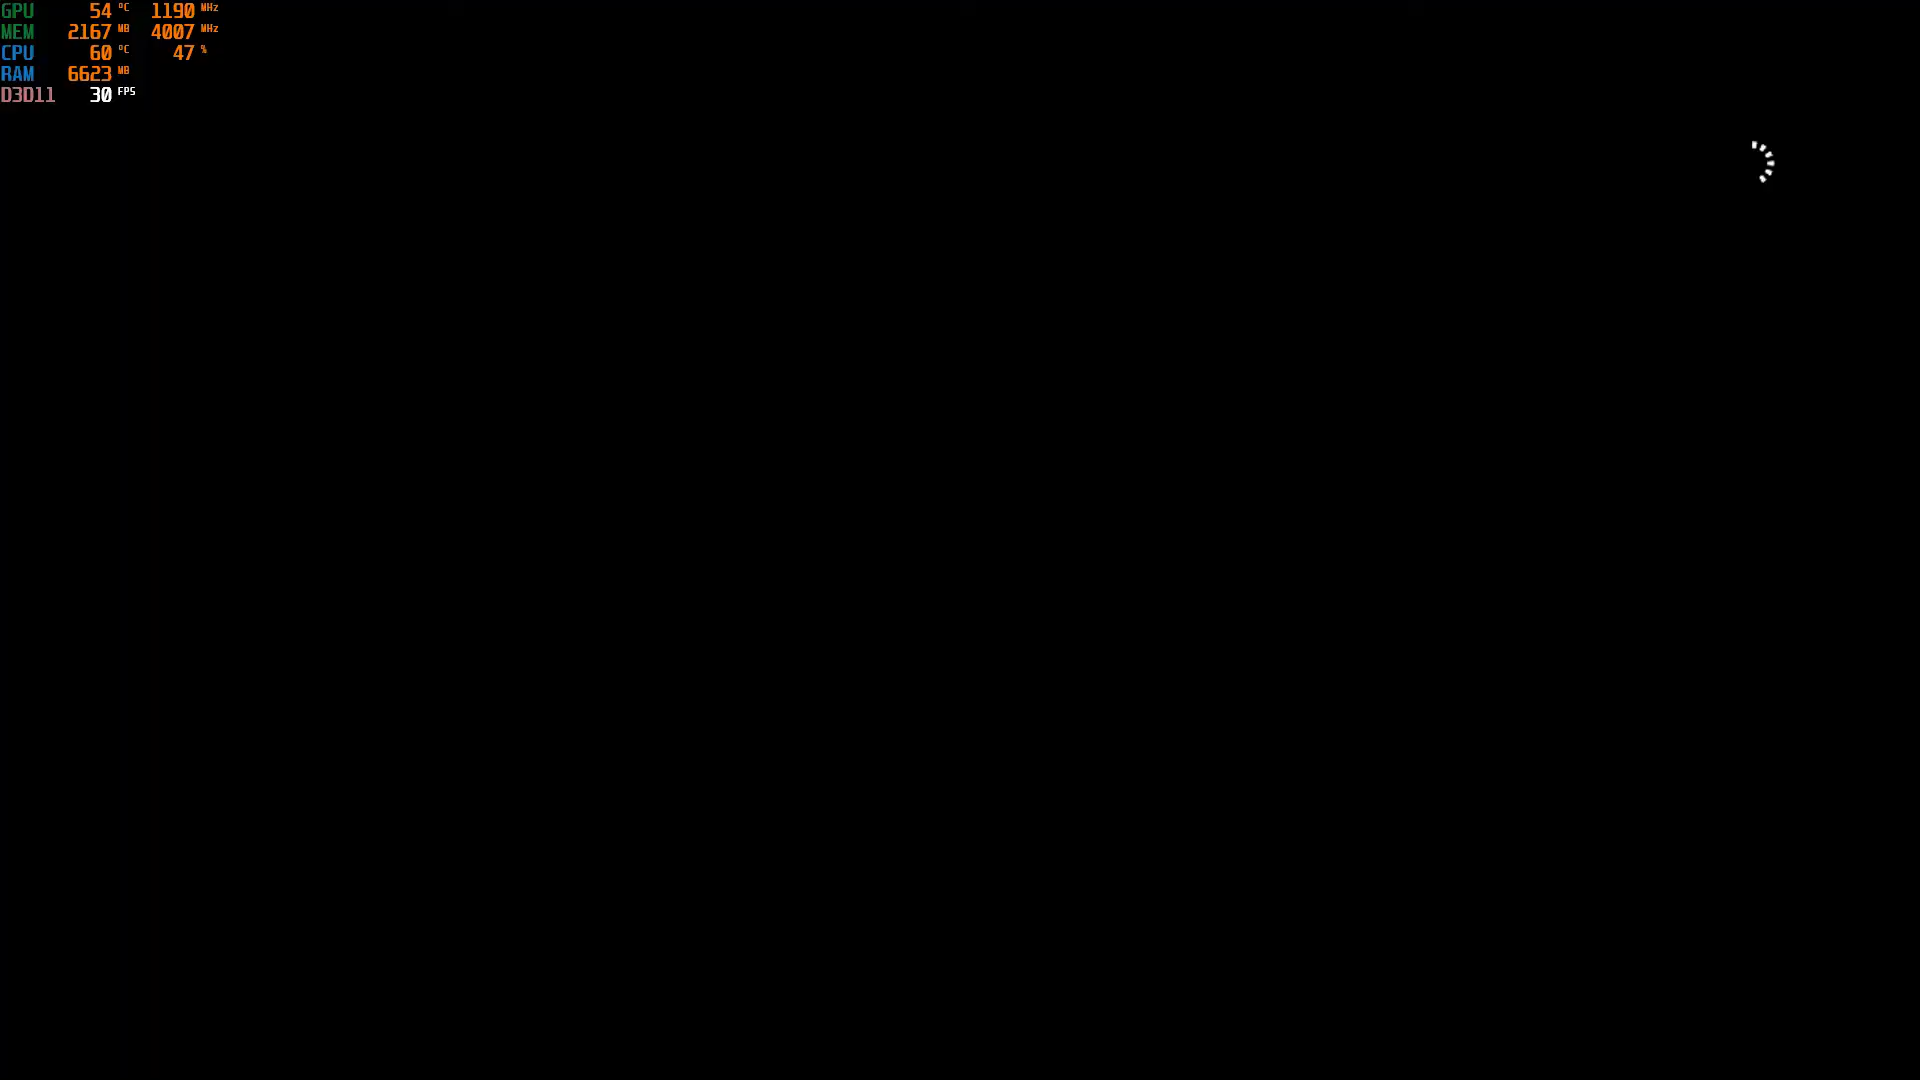 GPU 54 °C 1190 MHz
MEM 2167 MB 4007 MHz
CPU 60 °C 47 %
RAM 6623 MB
D3D11 30 FPS